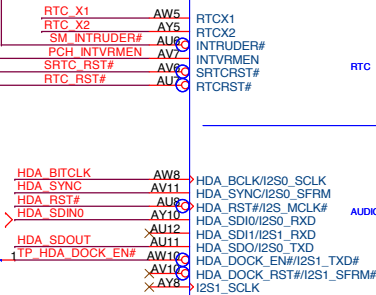 RTC_X1 AW5 RTCX1
RTC_X2 AY5 RTCX2
SM_INTRUDER# AU6 INTRUDER#
PCH_INTVRMEN AV7 INTVRMEN
SRTC_RST# AV6 SRTCRST#
RTC_RST# AU7 RTCRST#
RTC
HDA_BITCLK AW8 HDA_BCLK/I2S0_SCLK
HDA_SYNC AV11 HDA_SYNC/I2S0_SFRM
HDA_RST# AU8 HDA_RST#/I2S_MCLK#
HDA_SDIN0 AY10 HDA_SDI0/I2S0_RXD
AUDIO
AU12 HDA_SDI1/I2S1_RXD
HDA_SDOUT AU11 HDA_SDO/I2S0_TXD
1 TP_HDA_DOCK_EN# AW10 HDA_DOCK_EN#/I2S1_TXD#
AV10 HDA_DOCK_RST#/I2S1_SFRM#
AY8 I2S1_SCLK